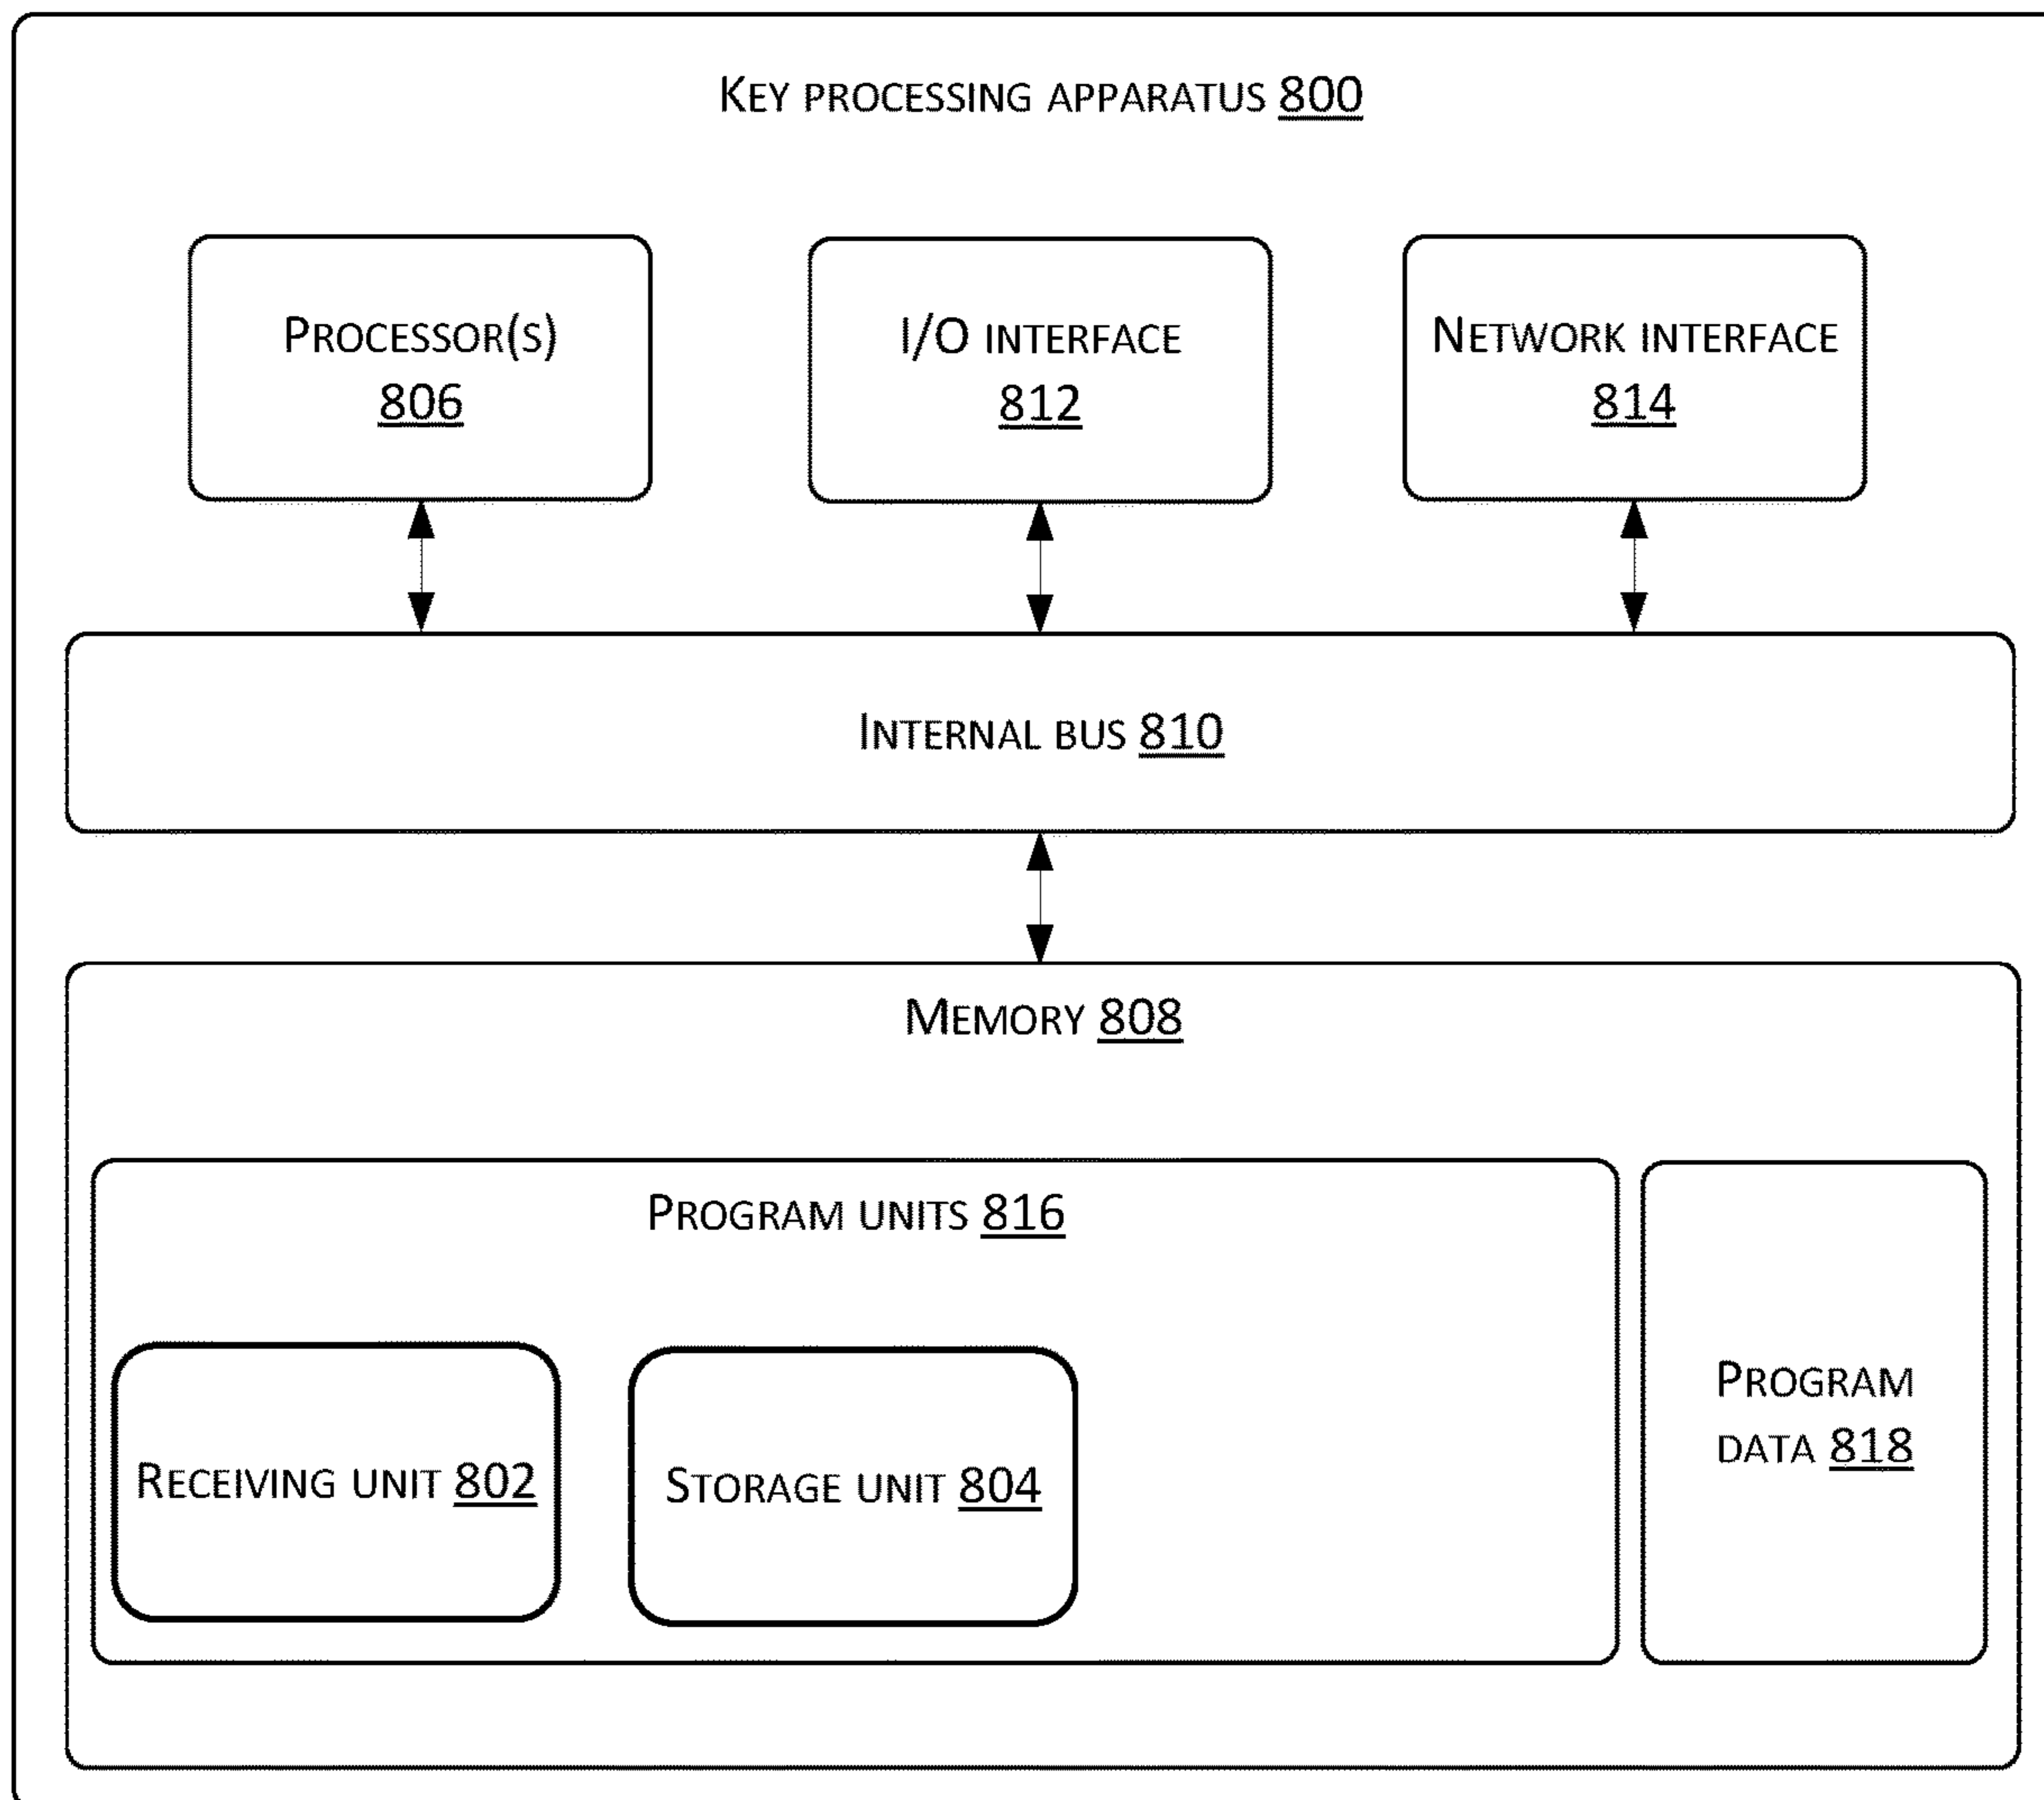 KEY PROCESSING APPARATUS 800
PROCESSOR(S)
806
I/O INTERFACE
812
NETWORK INTERFACE
814
INTERNAL BUS 810
MEMORY 808
PROGRAM UNITS 816
RECEIVING UNIT 802
STORAGE UNIT 804
PROGRAM
DATA 818